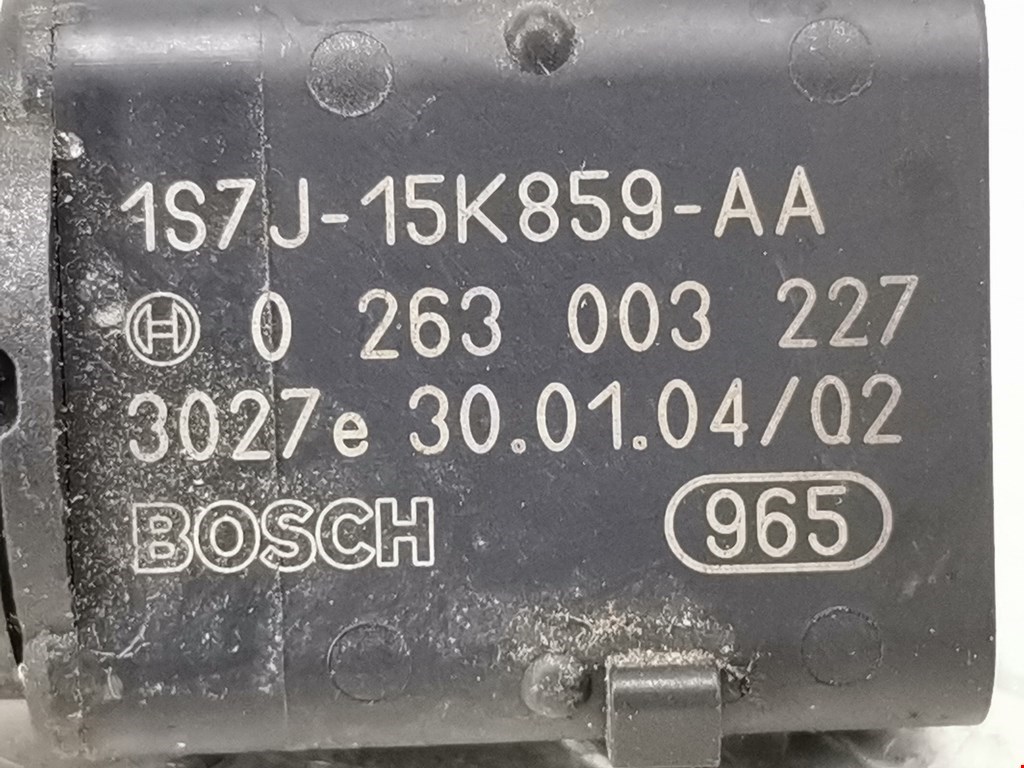 1S7J-15K859-AA
0 263 003 227
3027e 30.01.04/Q2
BOSCH 965